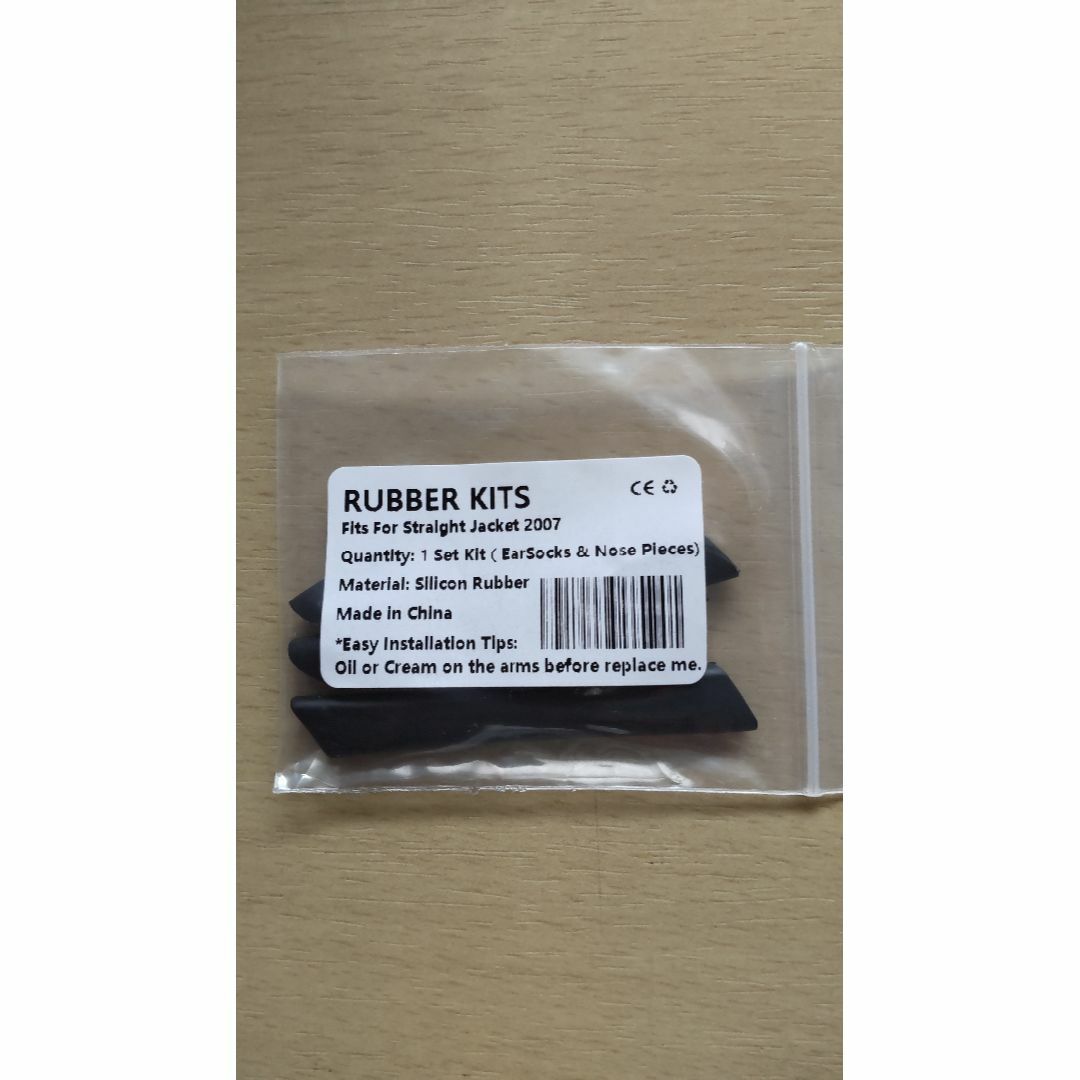 RUBBER KITS
CE
Fits For Straight Jacket 2007
Quantity: 1 Set Kit ( EarSocks & Nose Pieces)
Material: Silicon Rubber
Made in China
*Easy Installation Tips:
Oil or Cream on the arms before replace me.